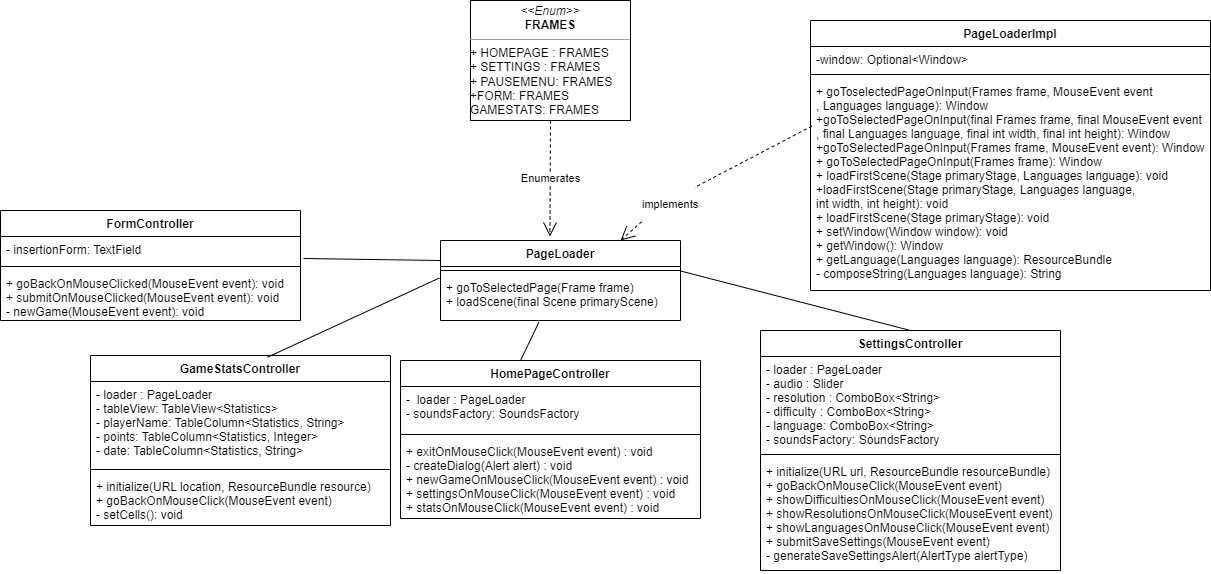 <<Enum>>
FRAMES
+ HOMEPAGE : FRAMES
+ SETTINGS : FRAMES
+ PAUSEMENU: FRAMES
+FORM: FRAMES
GAMESTATS: FRAMES
PageLoaderImpl
-window: Optional<Window>
+ goToselectedPageOnInput(Frames frame, MouseEvent event
, Languages language): Window
+goToSelectedPageOnInput(final Frames frame, final MouseEvent event
, final Languages language, final int width, final int height): Window
+goToSelectedPageOnInput(Frames frame, MouseEvent event): Window
+ goToSelectedPageOnInput(Frames frame): Window
+ loadFirstScene(Stage primaryStage, Languages language): void
+loadFirstScene(Stage primaryStage, Languages language,
int width, int height): void
+ loadFirstScene(Stage primaryStage): void
+ setWindow(Window window): void
+ getWindow(): Window
+ getLanguage(Languages language): ResourceBundle
- composeString(Languages language): String
Enumerates
implements
FormController
- insertionForm: TextField
+ goBackOnMouseClicked(MouseEvent event): void
+ submitOnMouseClicked(MouseEvent event): void
- newGame(MouseEvent event): void
PageLoader
+ goToSelectedPage(Frame frame)
+ loadScene(final Scene primaryScene)
GameStatsController
- loader : PageLoader
- tableView: TableView<Statistics>
- playerName: TableColumn<Statistics, String>
- points: TableColumn<Statistics, Integer>
- date: TableColumn<Statistics, String>
+ initialize(URL location, ResourceBundle resource)
+ goBackOnMouseClick(MouseEvent event)
- setCells(): void
HomePageController
- loader : PageLoader
- soundsFactory: SoundsFactory
+ exitOnMouseClick(MouseEvent event) : void
- createDialog(Alert alert) : void
+ newGameOnMouseClick(MouseEvent event) : void
+ settingsOnMouseClick(MouseEvent event) : void
+ statsOnMouseClick(MouseEvent event) : void
SettingsController
- loader : PageLoader
- audio : Slider
- resolution : ComboBox<String>
- difficulty : ComboBox<String>
- language: ComboBox<String>
- soundsFactory: SoundsFactory
+ initialize(URL url, ResourceBundle resourceBundle)
+ goBackOnMouseClick(MouseEvent event)
+ showDifficultiesOnMouseClick(MouseEvent event)
+ showResolutionsOnMouseClick(MouseEvent event)
+ showLanguagesOnMouseClick(MouseEvent event)
+ submitSaveSettings(MouseEvent event)
- generateSaveSettingsAlert(AlertType alertType)